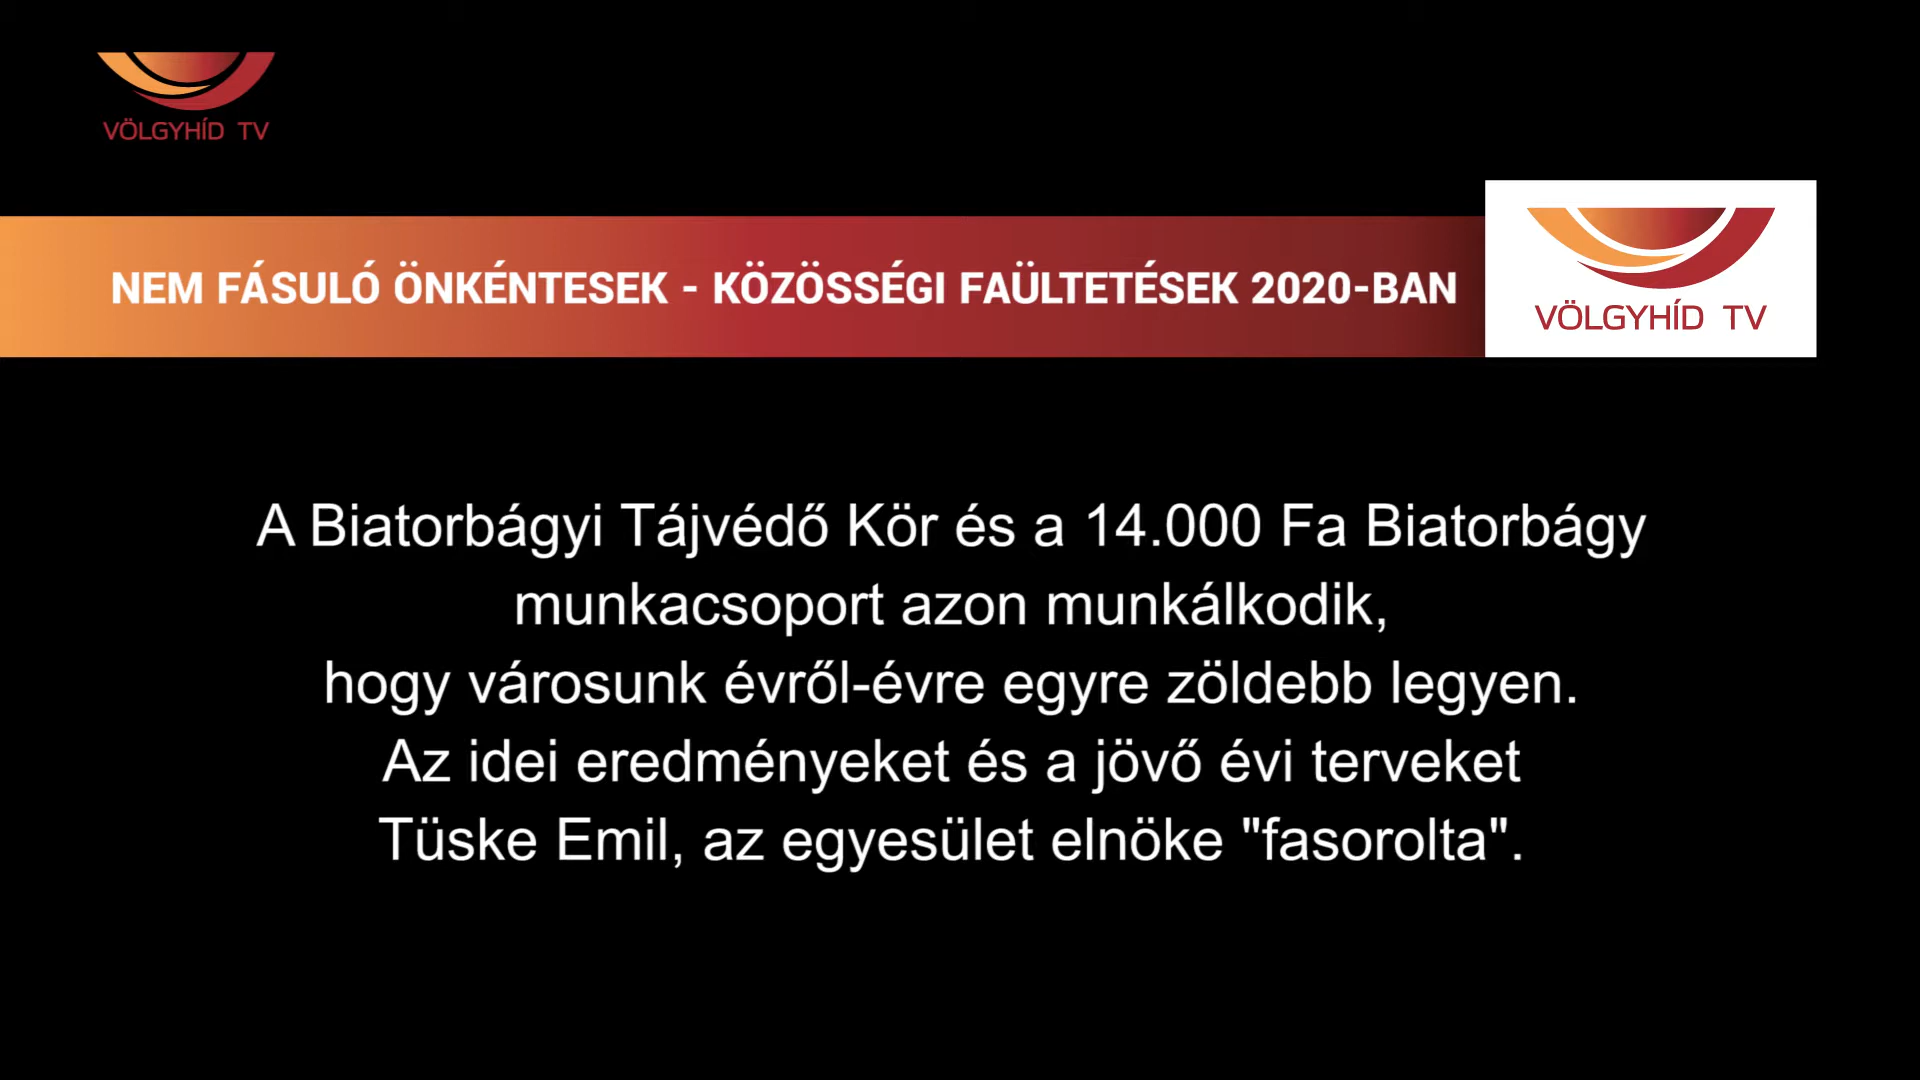 VÖLGYHÍD TV
NEM FÁSULÓ ÖNKÉNTESEK - KÖZÖSSÉGI FAÜLTETÉSEK 2020-BAN
VÖLGYHÍD TV
A Biatorbágyi Tájvédő Kör és a 14.000 Fa Biatorbágy
munkacsoport azon munkálkodik,
hogy városunk évről-évre egyre zöldebb legyen.
Az idei eredményeket és a jövő évi terveket
Tüske Emil, az egyesület elnöke "fasorolta".